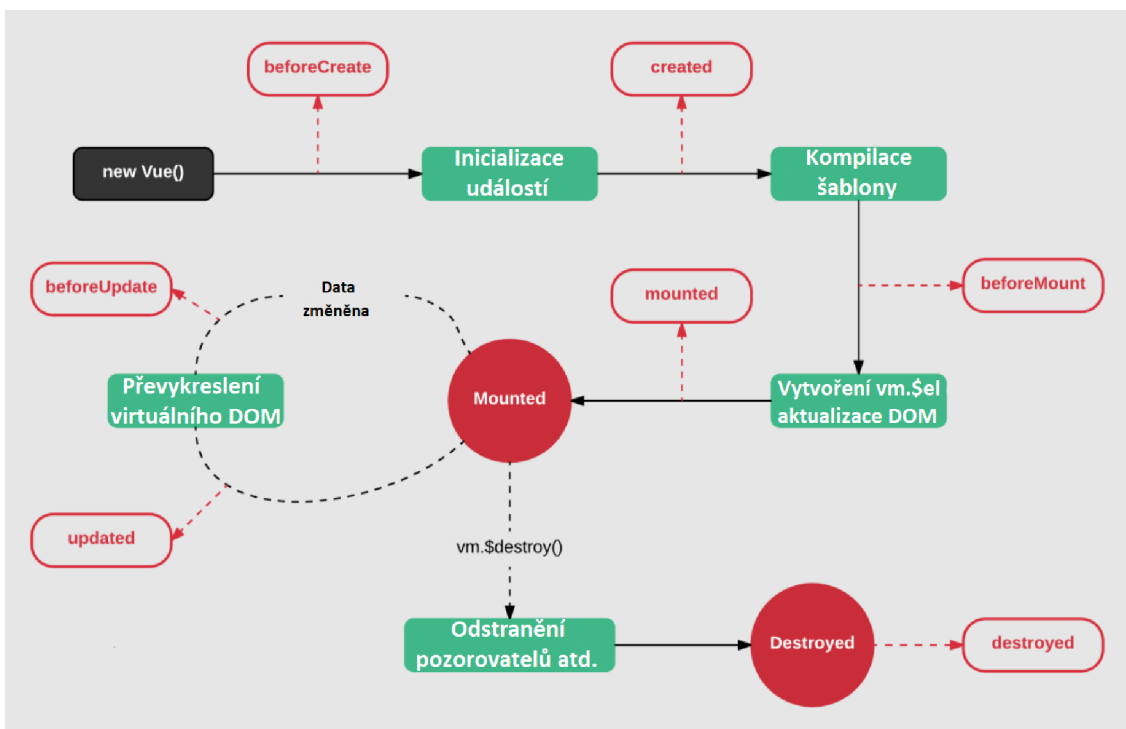 beforeCreate
created
new Vue()
Inicializace
událostí
Kompilace
šablony
beforeUpdate
Data
změněna
mounted
beforeMount
Převykreslení
virtuálního DOM
Mounted
Vytvoření vm.$el
aktualizace DOM
updated
vm.$destroy()
Odstranění
pozorovatelů atd.
Destroyed
destroyed